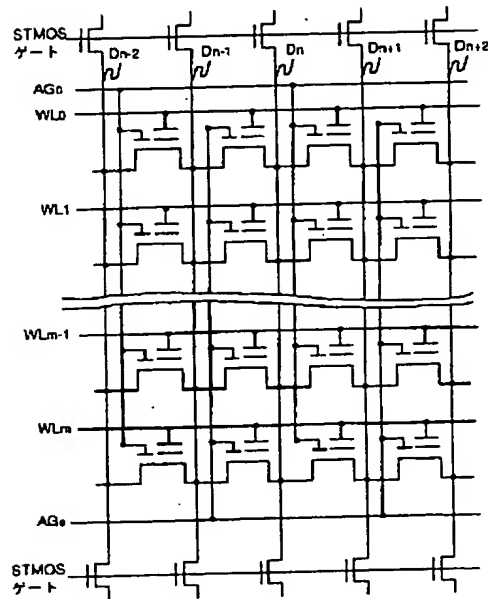 STMOS
ゲート
Dn-2
Dn-1
Dn
Dn+1
Dn+2
AGo
WL0
WL1
WLm-1
WLm
AGe
STMOS
ゲート